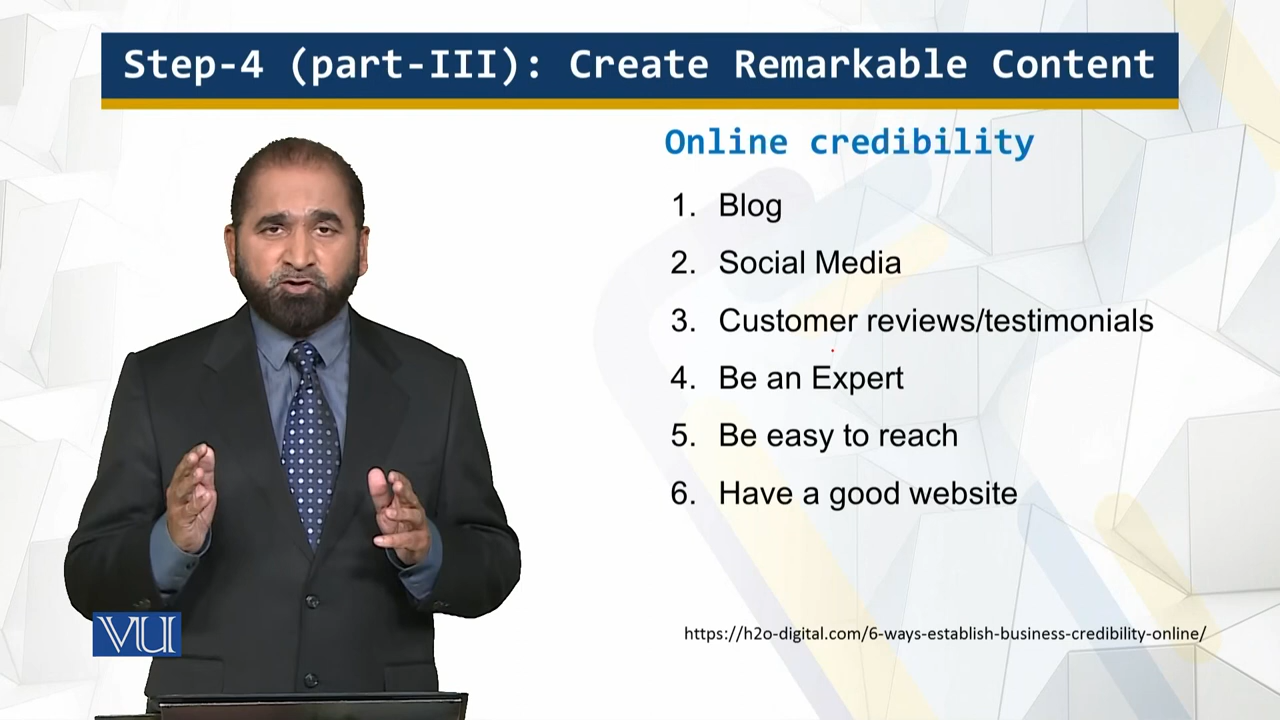 Step-4 (part-III): Create Remarkable Content
Online credibility
1. Blog
2. Social Media
3. Customer reviews/testimonials
4. Be an Expert
5. Be easy to reach
6. Have a good website
VU
https://h2o-digital.com/6-ways-establish-business-credibility-online/